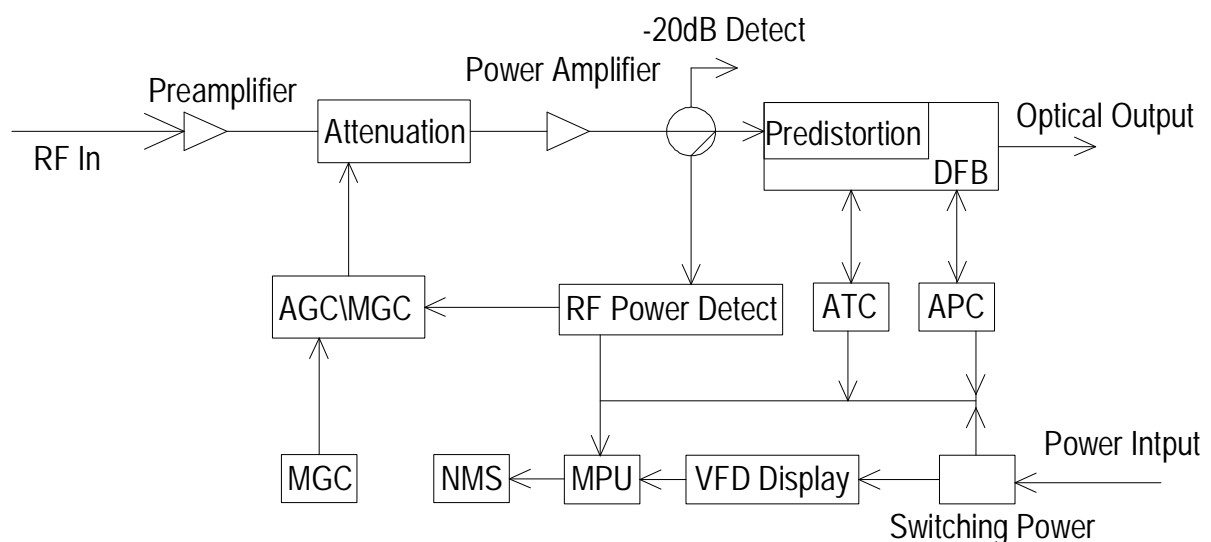 -20dB Detect
Power Amplifier
Preamplifier
Attenuation
Predistortion
Optical Output
RF In
DFB
AGC\MGC
RF Power Detect
ATC
APC
Power Intput
MGC
NMS
MPU
VFD Display
Switching Power